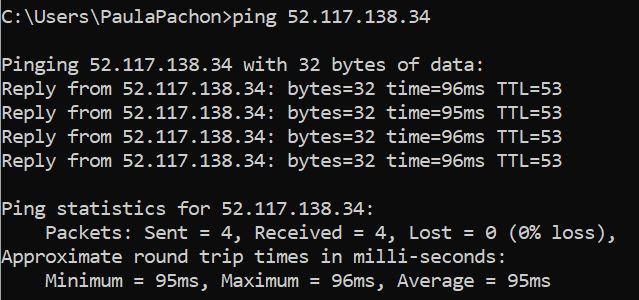 C:\Users\PaulaPachon>ping 52.117.138.34
Pinging 52.117.138.34 with 32 bytes of data:
Reply from 52.117.138.34: bytes=32 time=96ms TTL=53
Reply from 52.117.138.34: bytes=32 time=95ms TTL=53
Reply from 52.117.138.34: bytes=32 time=96ms TTL=53
Reply from 52.117.138.34: bytes=32 time=96ms TTL=53
Ping statistics for 52.117.138.34:
Packets: Sent = 4, Received = 4, Lost = 0 (0% loss),
Approximate round trip times in milli-seconds:
Minimum = 95ms, Maximum = 96ms, Average = 95ms